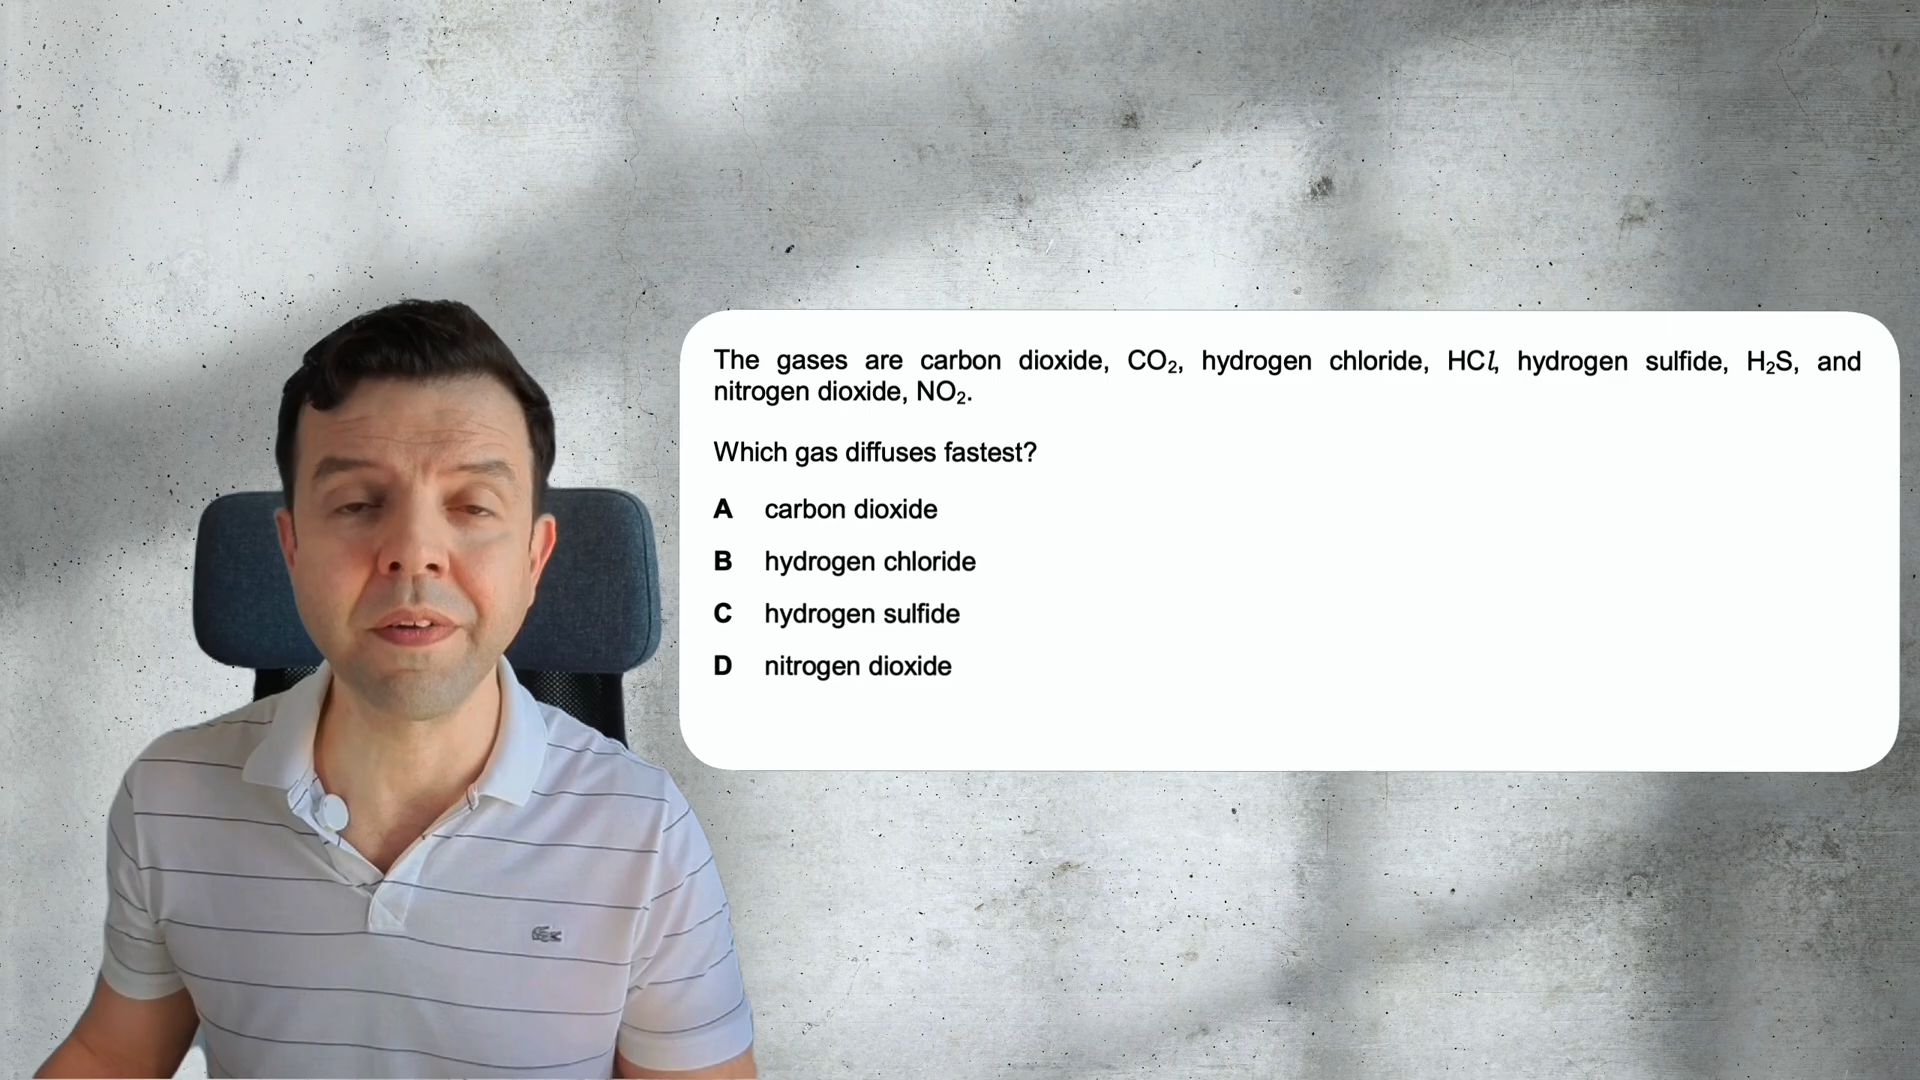 The gases are carbon dioxide, CO₂, hydrogen chloride, HCl, hydrogen sulfide, H₂S, and
nitrogen dioxide, NO₂.
Which gas diffuses fastest?
A carbon dioxide
B hydrogen chloride
C hydrogen sulfide
D nitrogen dioxide